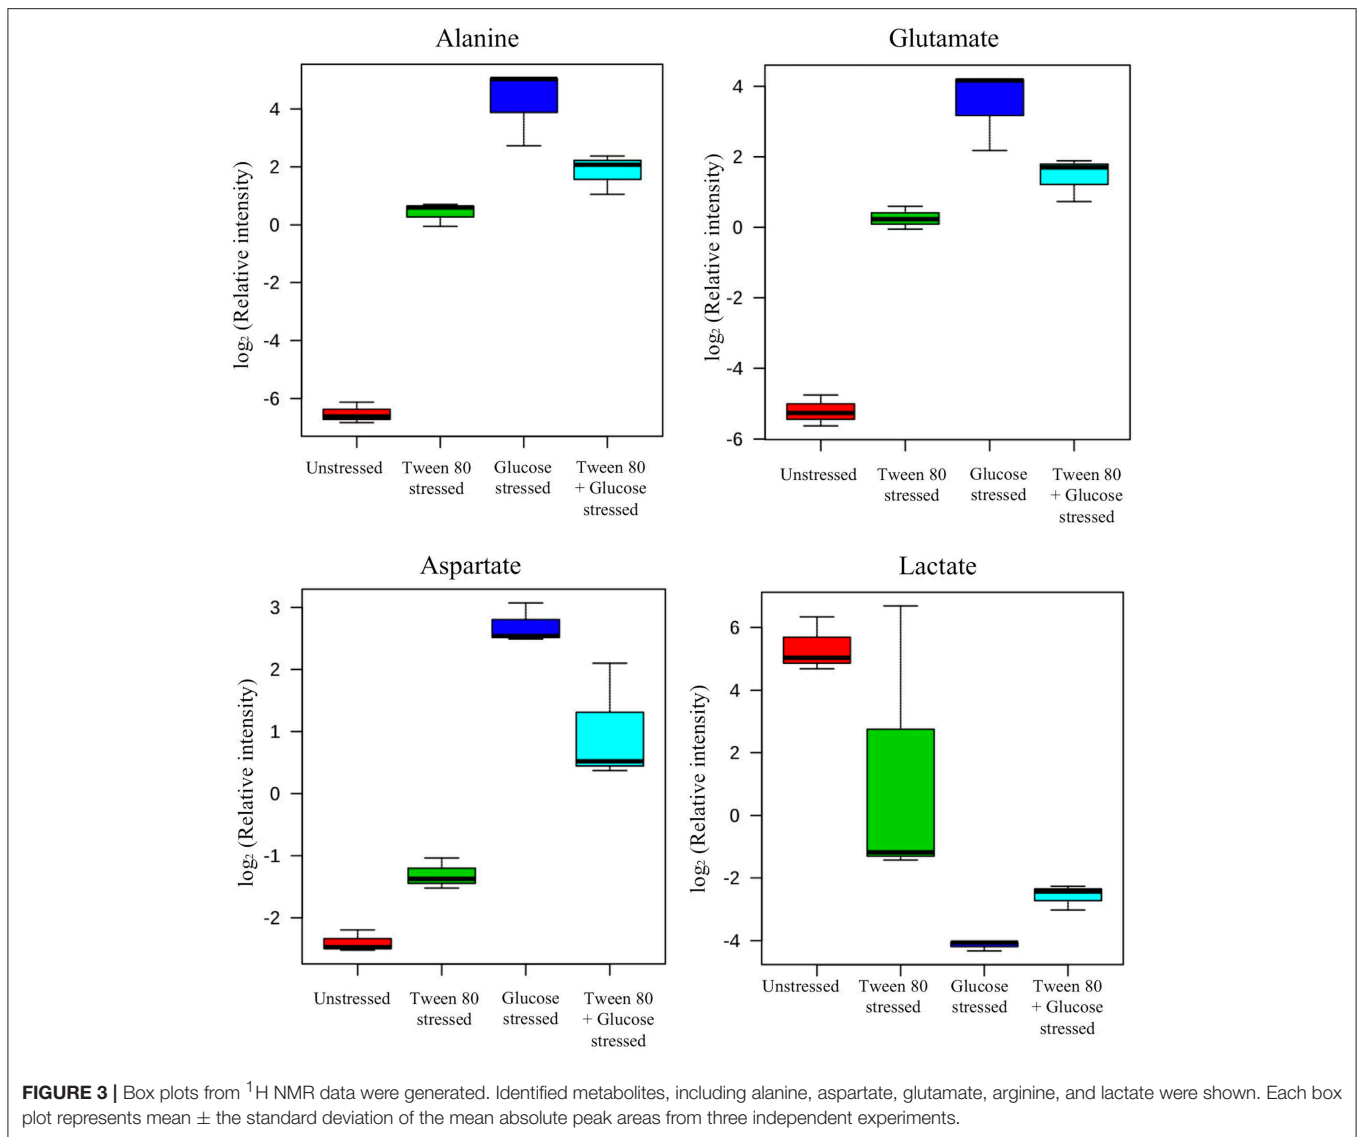 Alanine
log₂ (Relative intensity)
4
2
0
-2
-4
-6
Unstressed
Tween 80
stressed
Glucose
stressed
Tween 80
+ Glucose
stressed
Glutamate
log₂ (Relative intensity)
4
2
0
-2
-4
-6
Unstressed
Tween 80
stressed
Glucose
stressed
Tween 80
+ Glucose
stressed
Aspartate
log₂ (Relative intensity)
3
2
1
0
-1
-2
Unstressed
Tween 80
stressed
Glucose
stressed
Tween 80
+ Glucose
stressed
Lactate
log₂ (Relative intensity)
6
4
2
0
-2
-4
Unstressed
Tween 80
stressed
Glucose
stressed
Tween 80
+ Glucose
stressed
FIGURE 3 | Box plots from ¹H NMR data were generated. Identified metabolites, including alanine, aspartate, glutamate, arginine, and lactate were shown. Each box
plot represents mean ± the standard deviation of the mean absolute peak areas from three independent experiments.